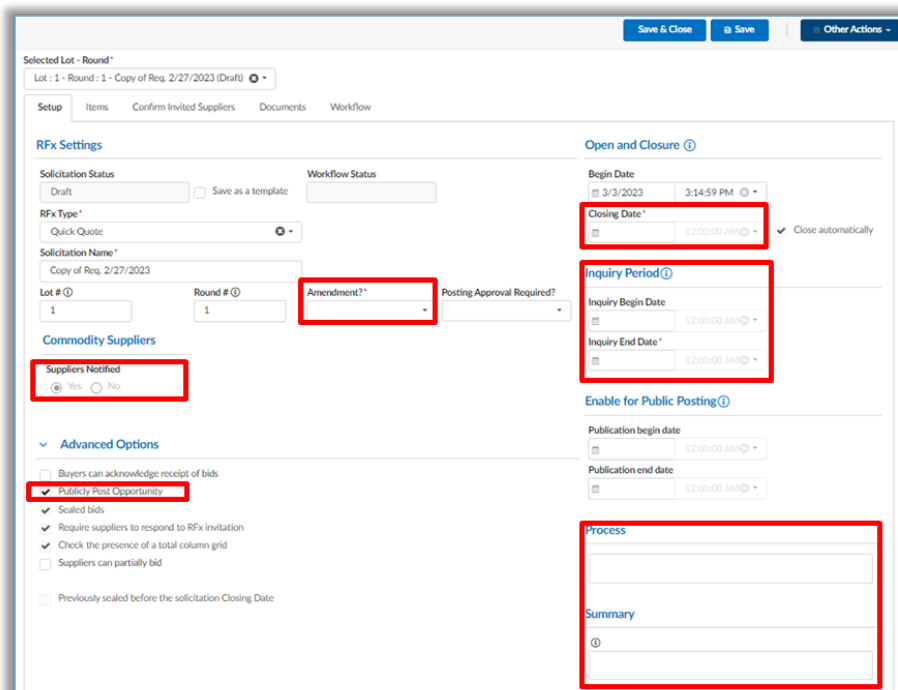 Save & Close
Save
Other Actions
Selected Lot - Round*
Lot : 1 - Round : 1 - Copy of Req. 2/27/2023 (Draft)
Setup Items Confirm Invited Suppliers Documents Workflow
RFx Settings
Solicitation Status Workflow Status
Draft Save as a template
RFx Type*
Quick Quote
Solicitation Name*
Copy of Req. 2/27/2023
Lot # Round # Amendment?* Posting Approval Required?
1 1
Commodity Suppliers
Suppliers Notified
Yes No
Advanced Options
Buyers can acknowledge receipt of bids
Publicly Post Opportunity
Sealed bids
Require suppliers to respond to RFx invitation
Check the presence of a total column grid
Suppliers can partially bid
Previously sealed before the solicitation Closing Date
Open and Closure
Begin Date
3/3/2023 3:14:59 PM
Closing Date*
12:00:00 AM Close automatically
Inquiry Period
Inquiry Begin Date
12:00:00 AM
Inquiry End Date*
12:00:00 AM
Enable for Public Posting
Publication begin date
12:00:00 AM
Publication end date
12:00:00 AM
Process
Summary